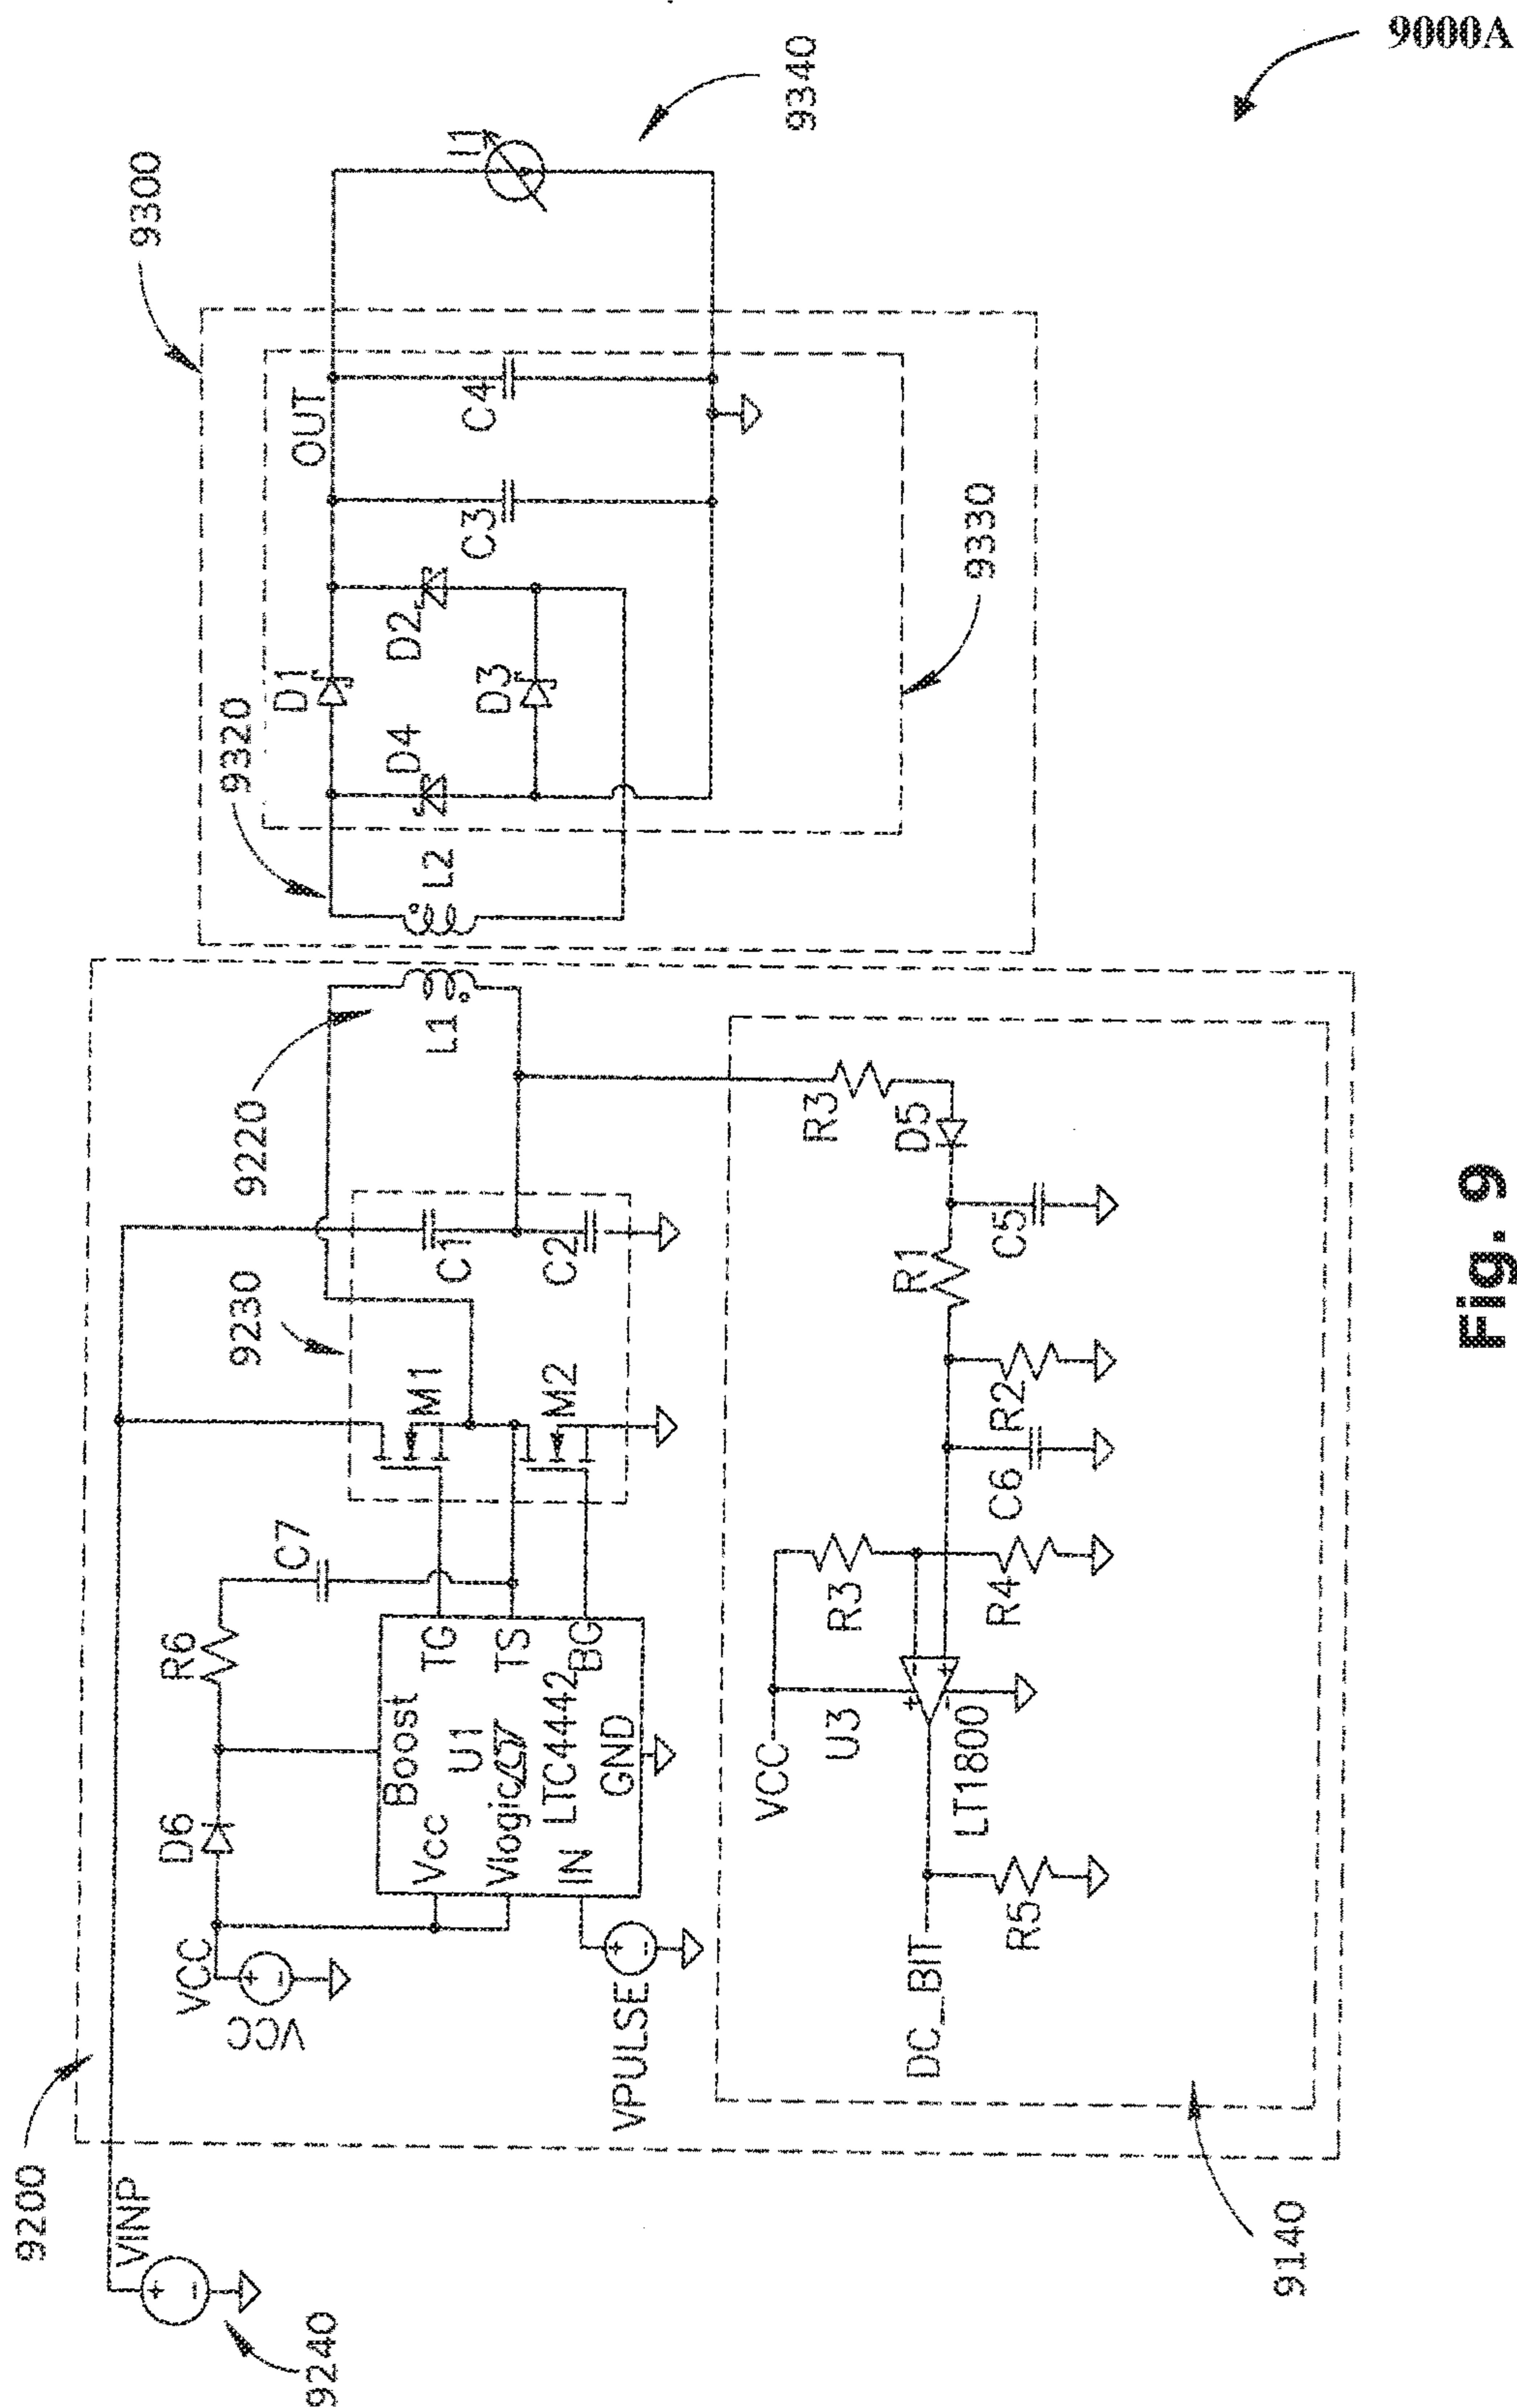 9000A
9300
9340
I1
9320
OUT
D1
D2
D4
D3
C3
C4
L2
9330
9200
9220
L1
9230
C1
C2
M1
M2
C7
R6
D6
VCC
VCC
Boost
TG
U1
TS
Vcc
Vlogic
LTC4442
BG
IN
GND
VPULSE
VINP
9240
R3
D5
C5
R1
R2
C6
R3
R4
VCC
U3
LT1800
DC_BIT
R5
9140
Fig. 9